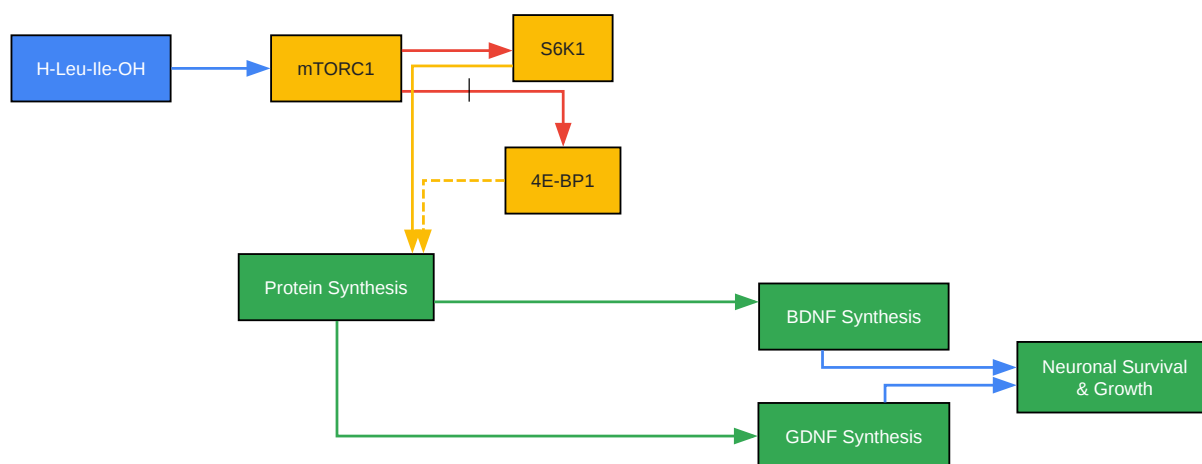 H-Leu-Ile-OH
mTORC1
S6K1
4E-BP1
Protein Synthesis
BDNF Synthesis
GDNF Synthesis
Neuronal Survival
& Growth